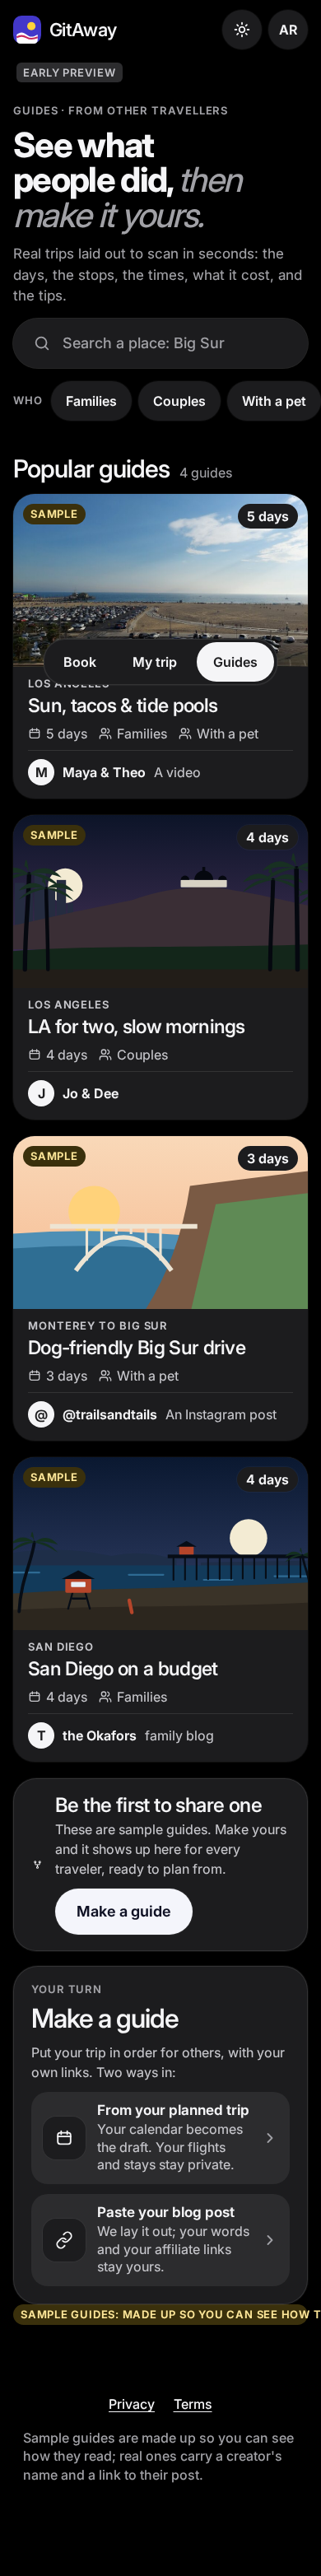 GitAway
AR
EARLY PREVIEW
GUIDES · FROM OTHER TRAVELLERS
See what
people did, then
make it yours.
Real trips laid out to scan in seconds: the
days, the stops, the times, what it cost, and
the tips.
Search a place: Big Sur
WHO Families Couples With a pet
Popular guides 4 guides
SAMPLE 5 days
Book My trip Guides
LOS ANGELES
Sun, tacos & tide pools
5 days Families With a pet
M Maya & Theo A video
SAMPLE 4 days
LOS ANGELES
LA for two, slow mornings
4 days Couples
J Jo & Dee
SAMPLE 3 days
MONTEREY TO BIG SUR
Dog-friendly Big Sur drive
3 days With a pet
@ @trailsandtails An Instagram post
SAMPLE 4 days
SAN DIEGO
San Diego on a budget
4 days Families
T the Okafors family blog
Be the first to share one
These are sample guides. Make yours
and it shows up here for every
traveler, ready to plan from.
Make a guide
YOUR TURN
Make a guide
Put your trip in order for others, with your
own links. Two ways in:
From your planned trip
Your calendar becomes
the draft. Your flights
and stays stay private.
Paste your blog post
We lay it out; your words
and your affiliate links
stay yours.
SAMPLE GUIDES: MADE UP SO YOU CAN SEE HOW T
Privacy Terms
Sample guides are made up so you can see
how they read; real ones carry a creator's
name and a link to their post.